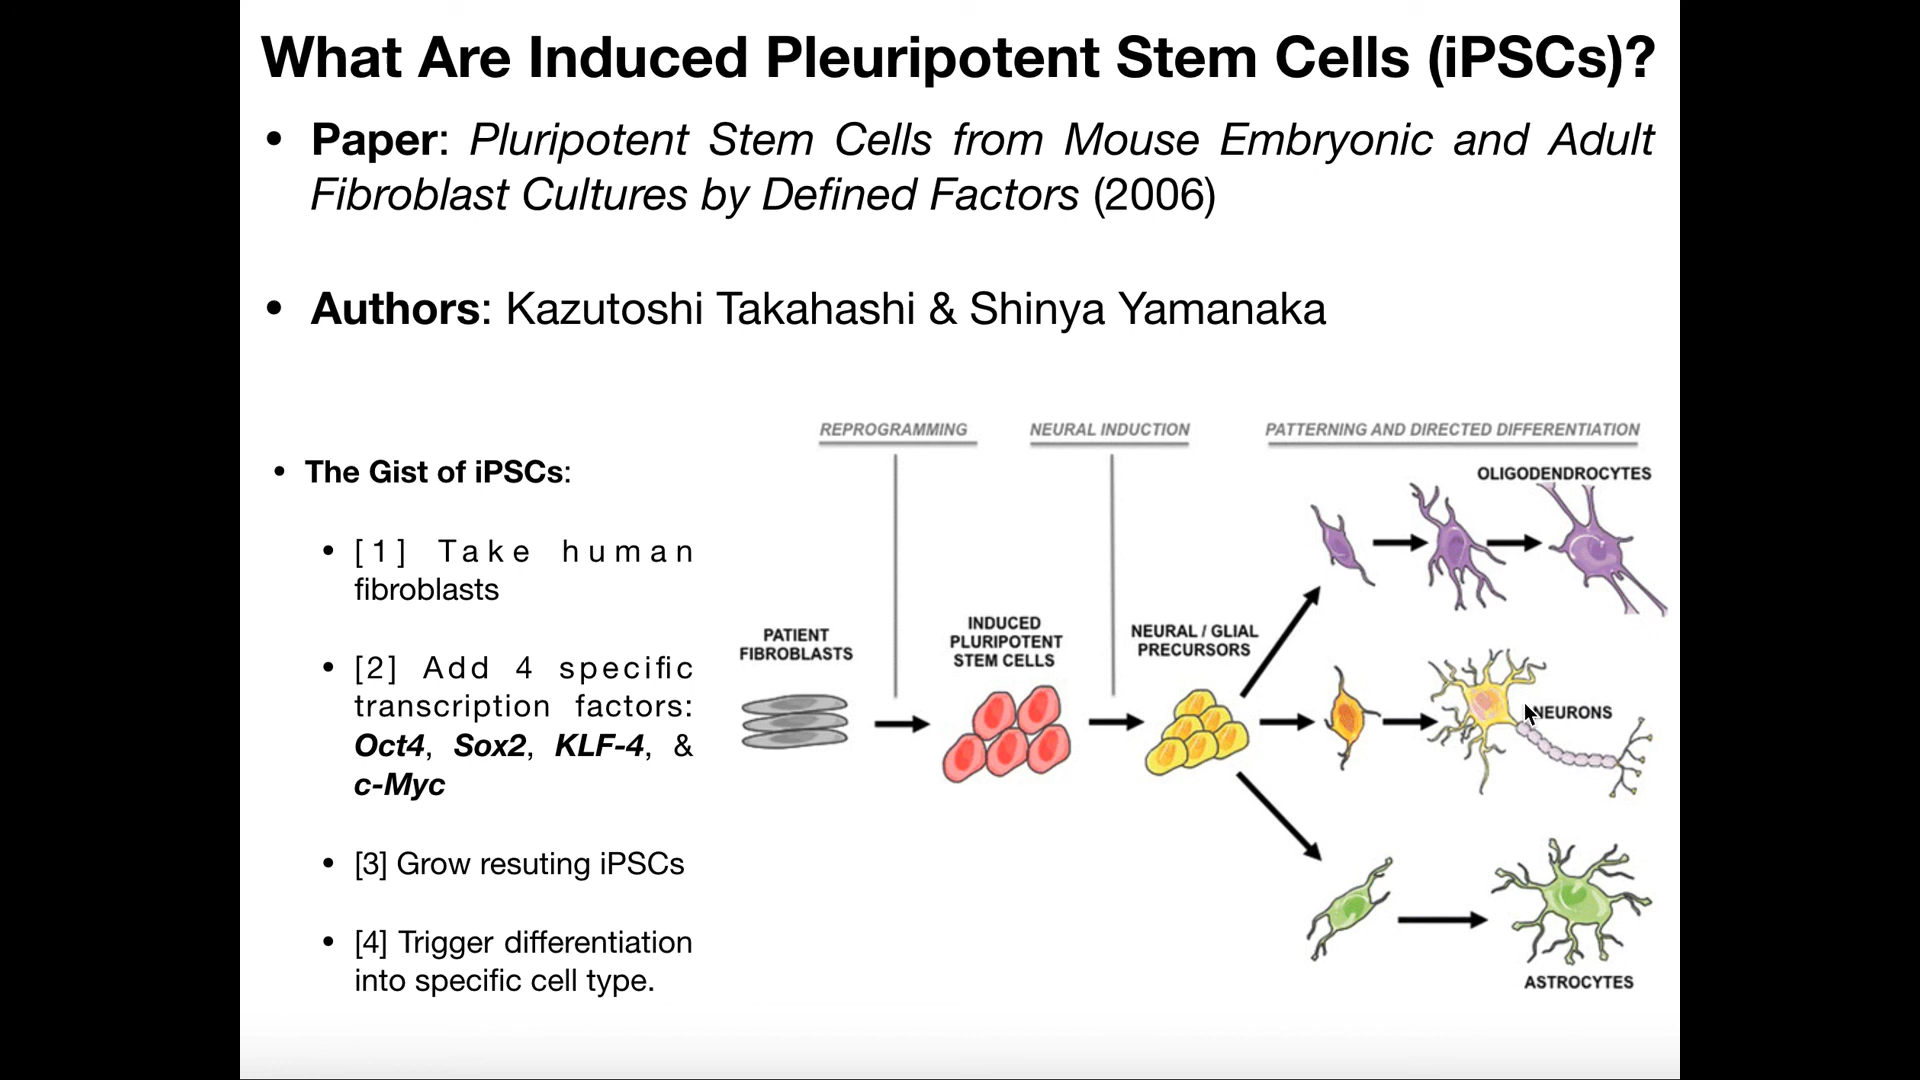 What Are Induced Pleuripotent Stem Cells (iPSCs)?
• Paper: Pluripotent Stem Cells from Mouse Embryonic and Adult
Fibroblast Cultures by Defined Factors (2006)
• Authors: Kazutoshi Takahashi & Shinya Yamanaka
• The Gist of iPSCs:
• [1] Take human
fibroblasts
• [2] Add 4 specific
transcription factors:
Oct4, Sox2, KLF-4, &
c-Myc
• [3] Grow resuting iPSCs
• [4] Trigger differentiation
into specific cell type.
REPROGRAMMING
NEURAL INDUCTION
PATTERNING AND DIRECTED DIFFERENTIATION
PATIENT
FIBROBLASTS
INDUCED
PLURIPOTENT
STEM CELLS
NEURAL / GLIAL
PRECURSORS
OLIGODENDROCYTES
NEURONS
ASTROCYTES